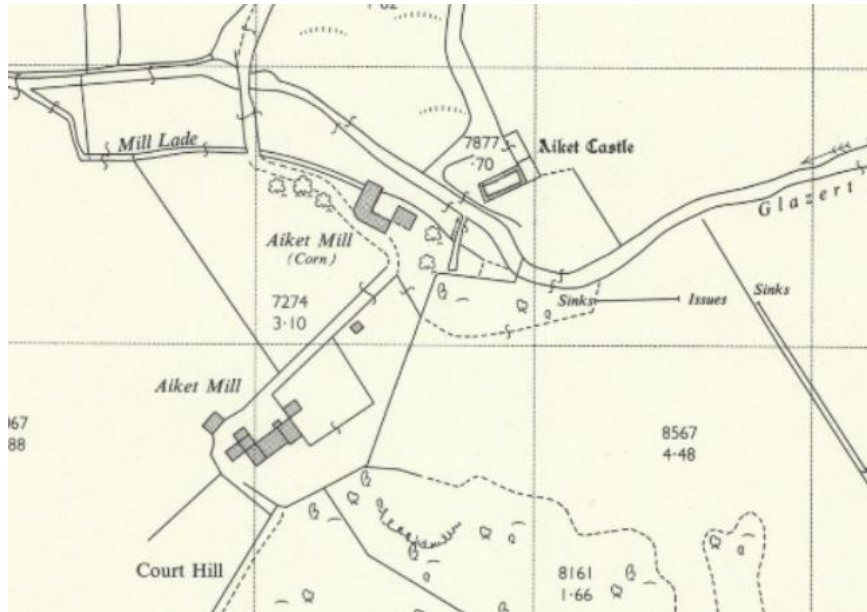 Mill Lade
7877
·70
Aiket Castle
Glazert
Aiket Mill
(Corn)
7274
3·10
Sinks
Issues
Sinks
Aiket Mill
8567
4·48
Court Hill
8161
1·66